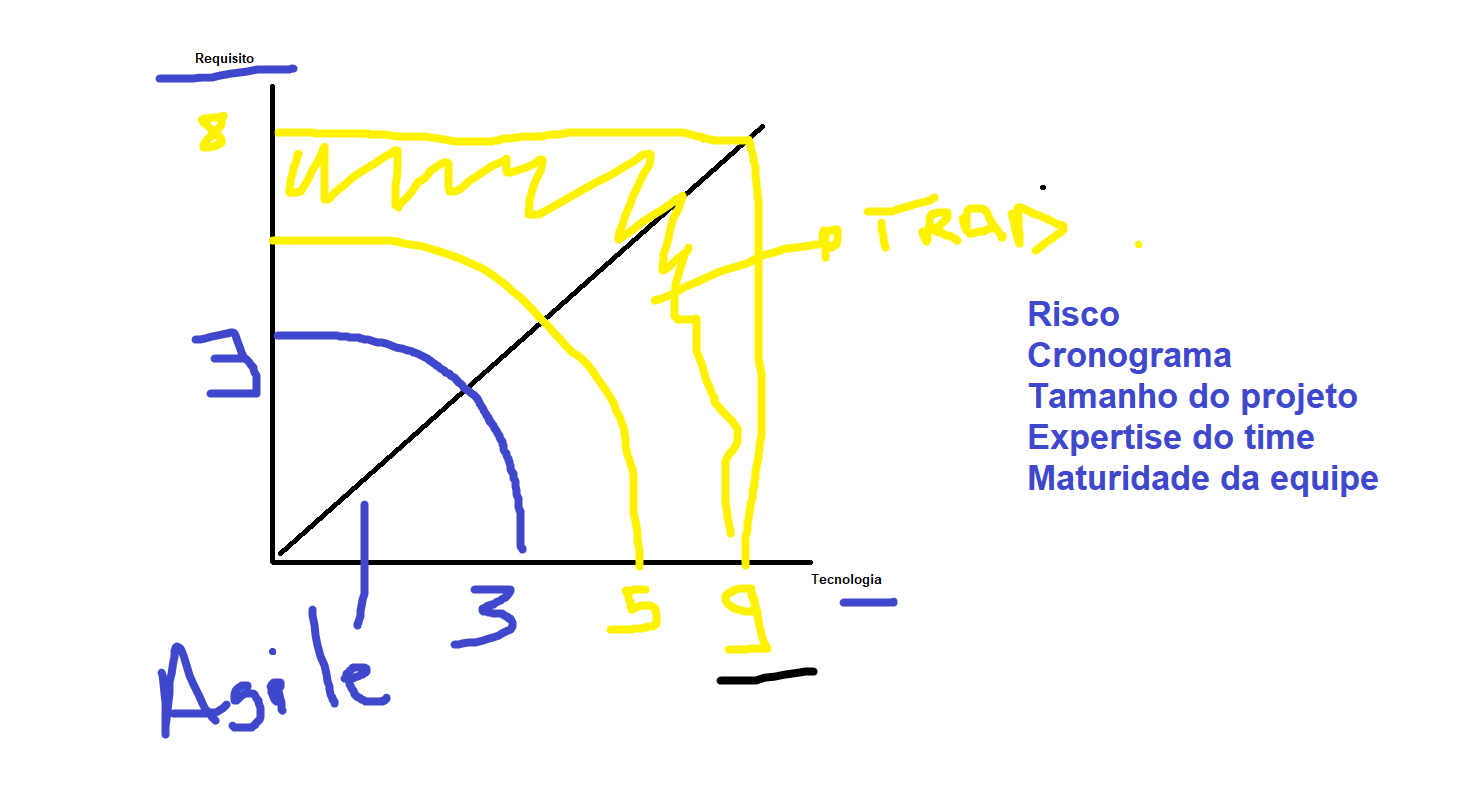 Requisito
8
TRAD
Risco
3
Cronograma
Tamanho do projeto
Expertise do time
Maturidade da equipe
Tecnologia
3
5
9
Agile